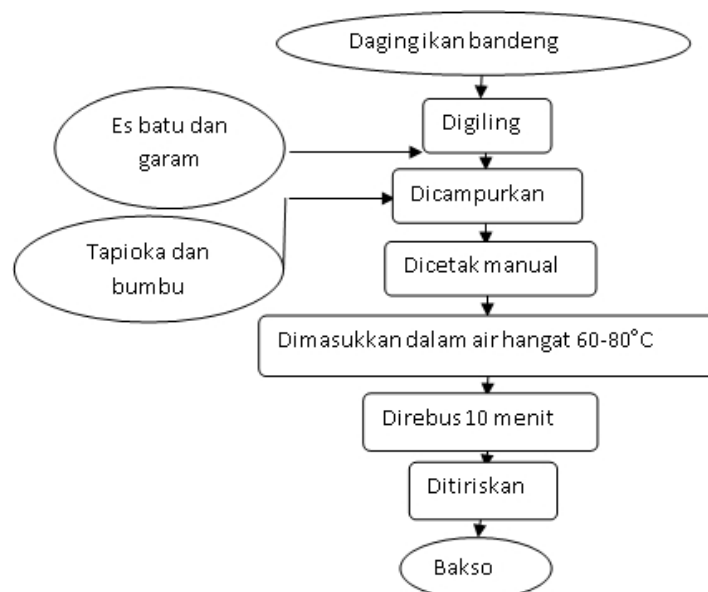 Daging ikan bandeng
Es batu dan
garam
Digiling
Dicampurkan
Tapioka dan
bumbu
Dicetak manual
Dimasukkan dalam air hangat 60-80°C
Direbus 10 menit
Ditiriskan
Bakso